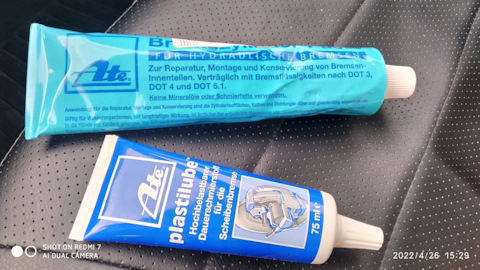 Ate
FÜR HYDRAULISCHE BREMSEN
Zur Reparatur, Montage und Konservierung von Bremsen-
Innenteilen. Verträglich mit Bremsflüssigkeiten nach DOT 3,
DOT 4 und DOT 5.1.
Keine Mineralöle oder Schmierfette verwenden.
Ate
plastilube
Hochbelastbarer
Dauerschmierstoff
für die
Scheibenbremse
75 ml e
SHOT ON REDMI 7
AI DUAL CAMERA
2022/4/26 15:29